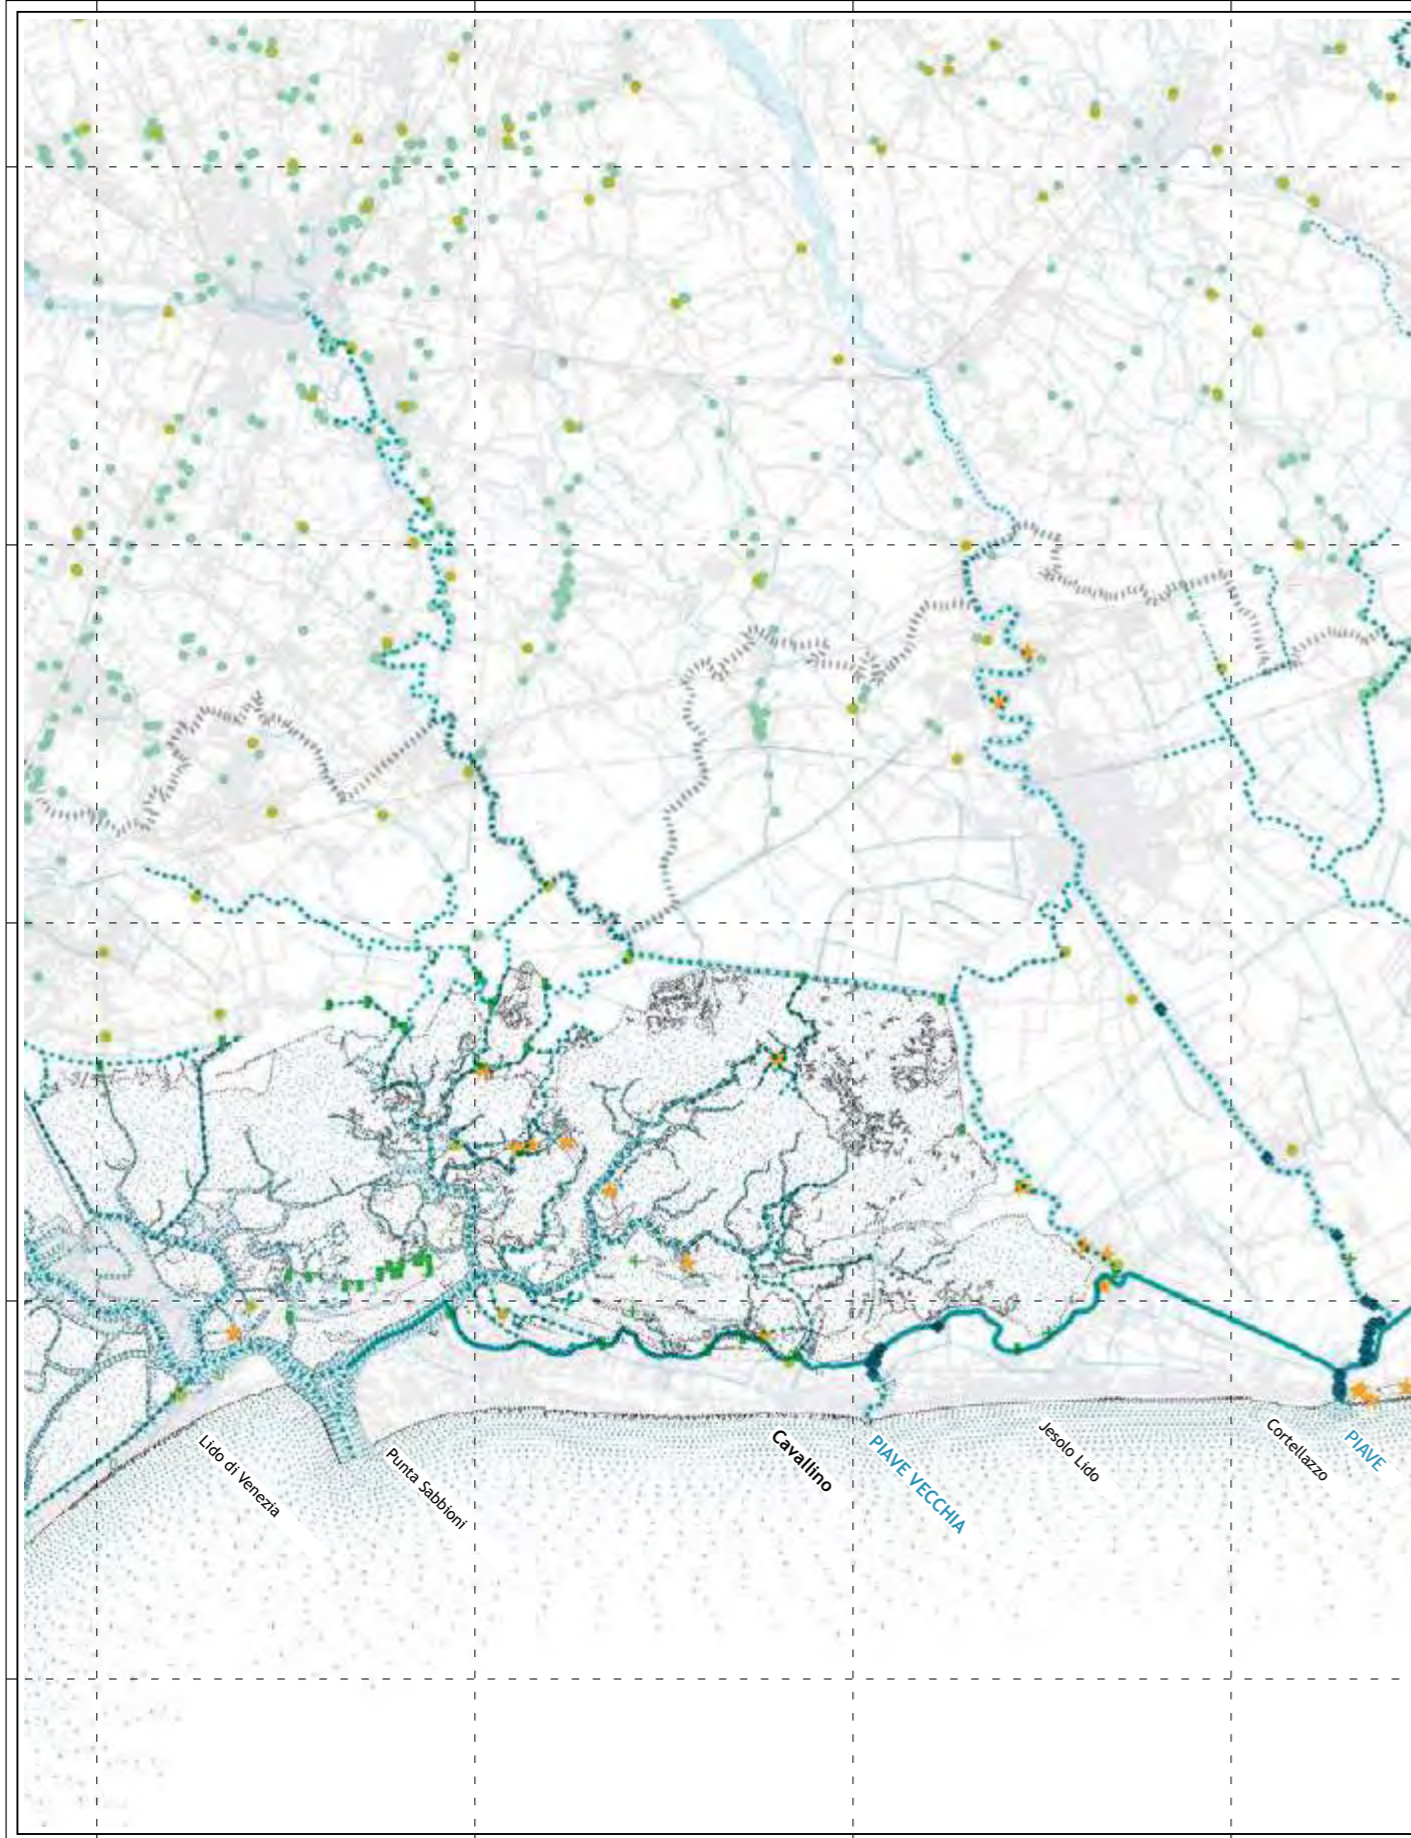 Lido di Venezia
Punta Sabbioni
Cavallino
PIAVE VECCHIA
Jesolo Lido
Cortellazzo
PIAVE